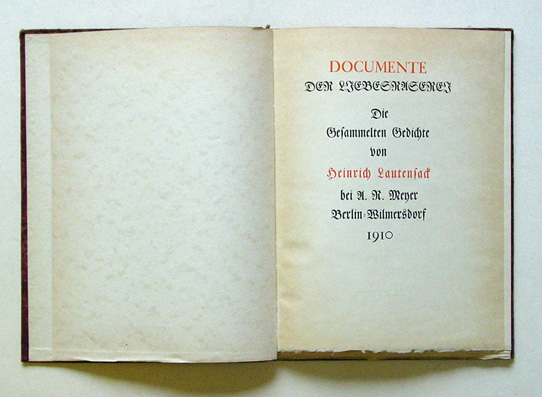 DOCUMENTE
DER LIEBESRASEREI
Die
Geſammelten Gedichte
von
Heinrich Lautenſack
bei A. R. Meyer
Berlin-Wilmersdorf
1910